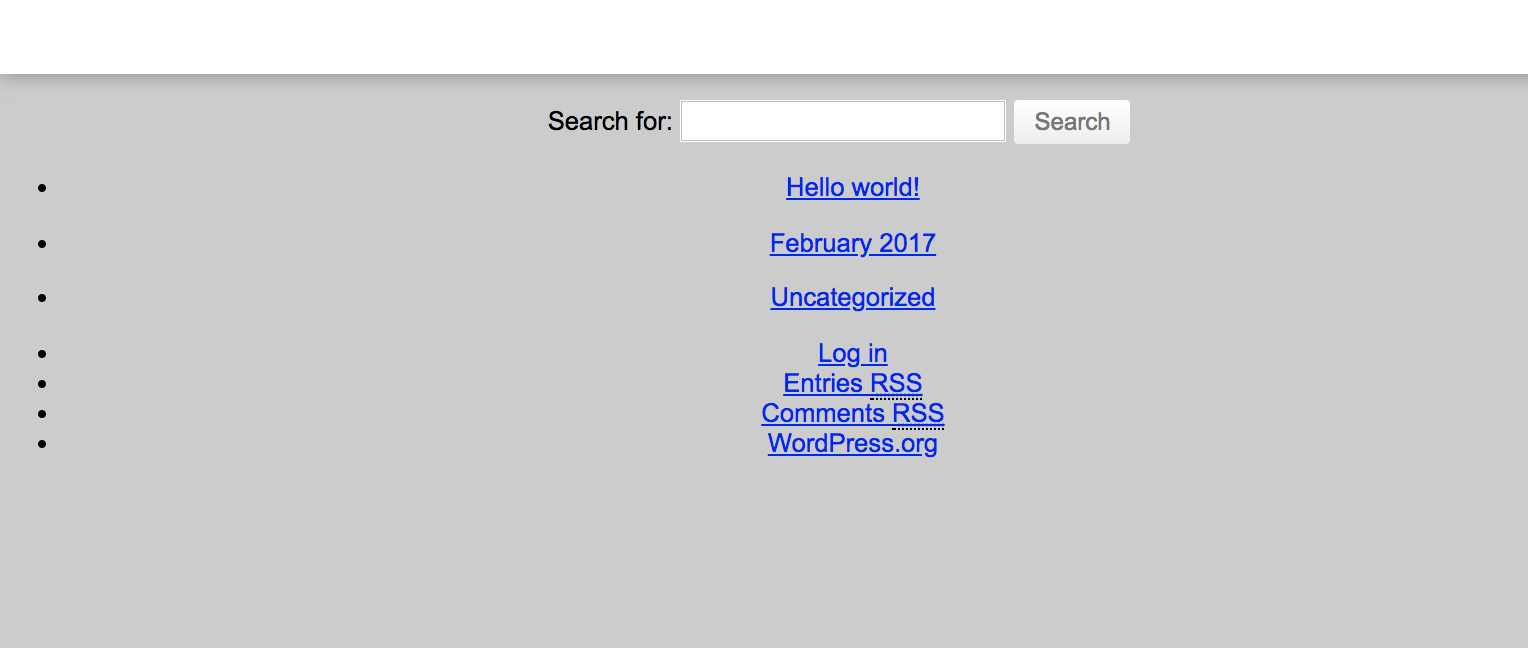 Search for: Search
Hello world!
February 2017
Uncategorized
Log in
Entries RSS
Comments RSS
WordPress.org